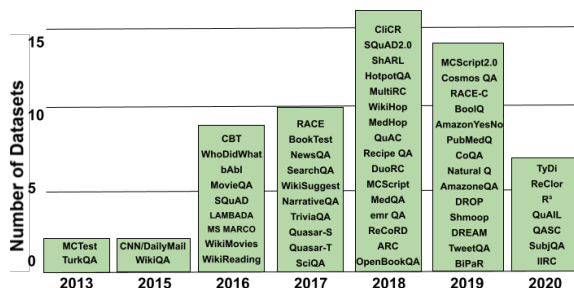 Number of Datasets
15
10
5
0
MCTest
TurkQA
CNN/DailyMail
WikiQA
CBT
WhoDidWhat
bAbI
MovieQA
SQuAD
LAMBADA
MS MARCO
WikiMovies
WikiReading
RACE
BookTest
NewsQA
SearchQA
WikiSuggest
NarrativeQA
TriviaQA
Quasar-S
Quasar-T
SciQA
CliCR
SQuAD2.0
ShARL
HotpotQA
MultiRC
WikiHop
MedHop
QuAC
Recipe QA
DuoRC
MCScript
MedQA
emr QA
ReCoRD
ARC
OpenBookQA
MCScript2.0
Cosmos QA
RACE-C
BoolQ
AmazonYesNo
PubMedQ
CoQA
Natural Q
AmazoneQA
DROP
Shmoop
DREAM
TweetQA
BiPaR
TyDi
ReClor
R³
QuAIL
QASC
SubjQA
IIRC
2013 2015 2016 2017 2018 2019 2020